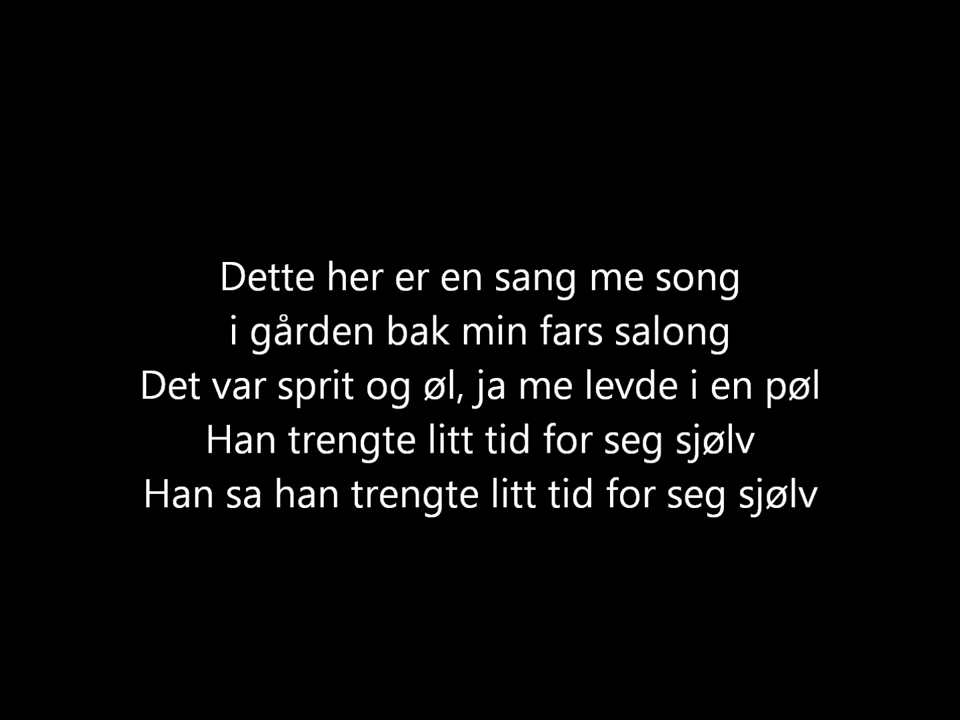 Dette her er en sang me song
i gården bak min fars salong
Det var sprit og øl, ja me levde i en pøl
Han trengte litt tid for seg sjølv
Han sa han trengte litt tid for seg sjølv